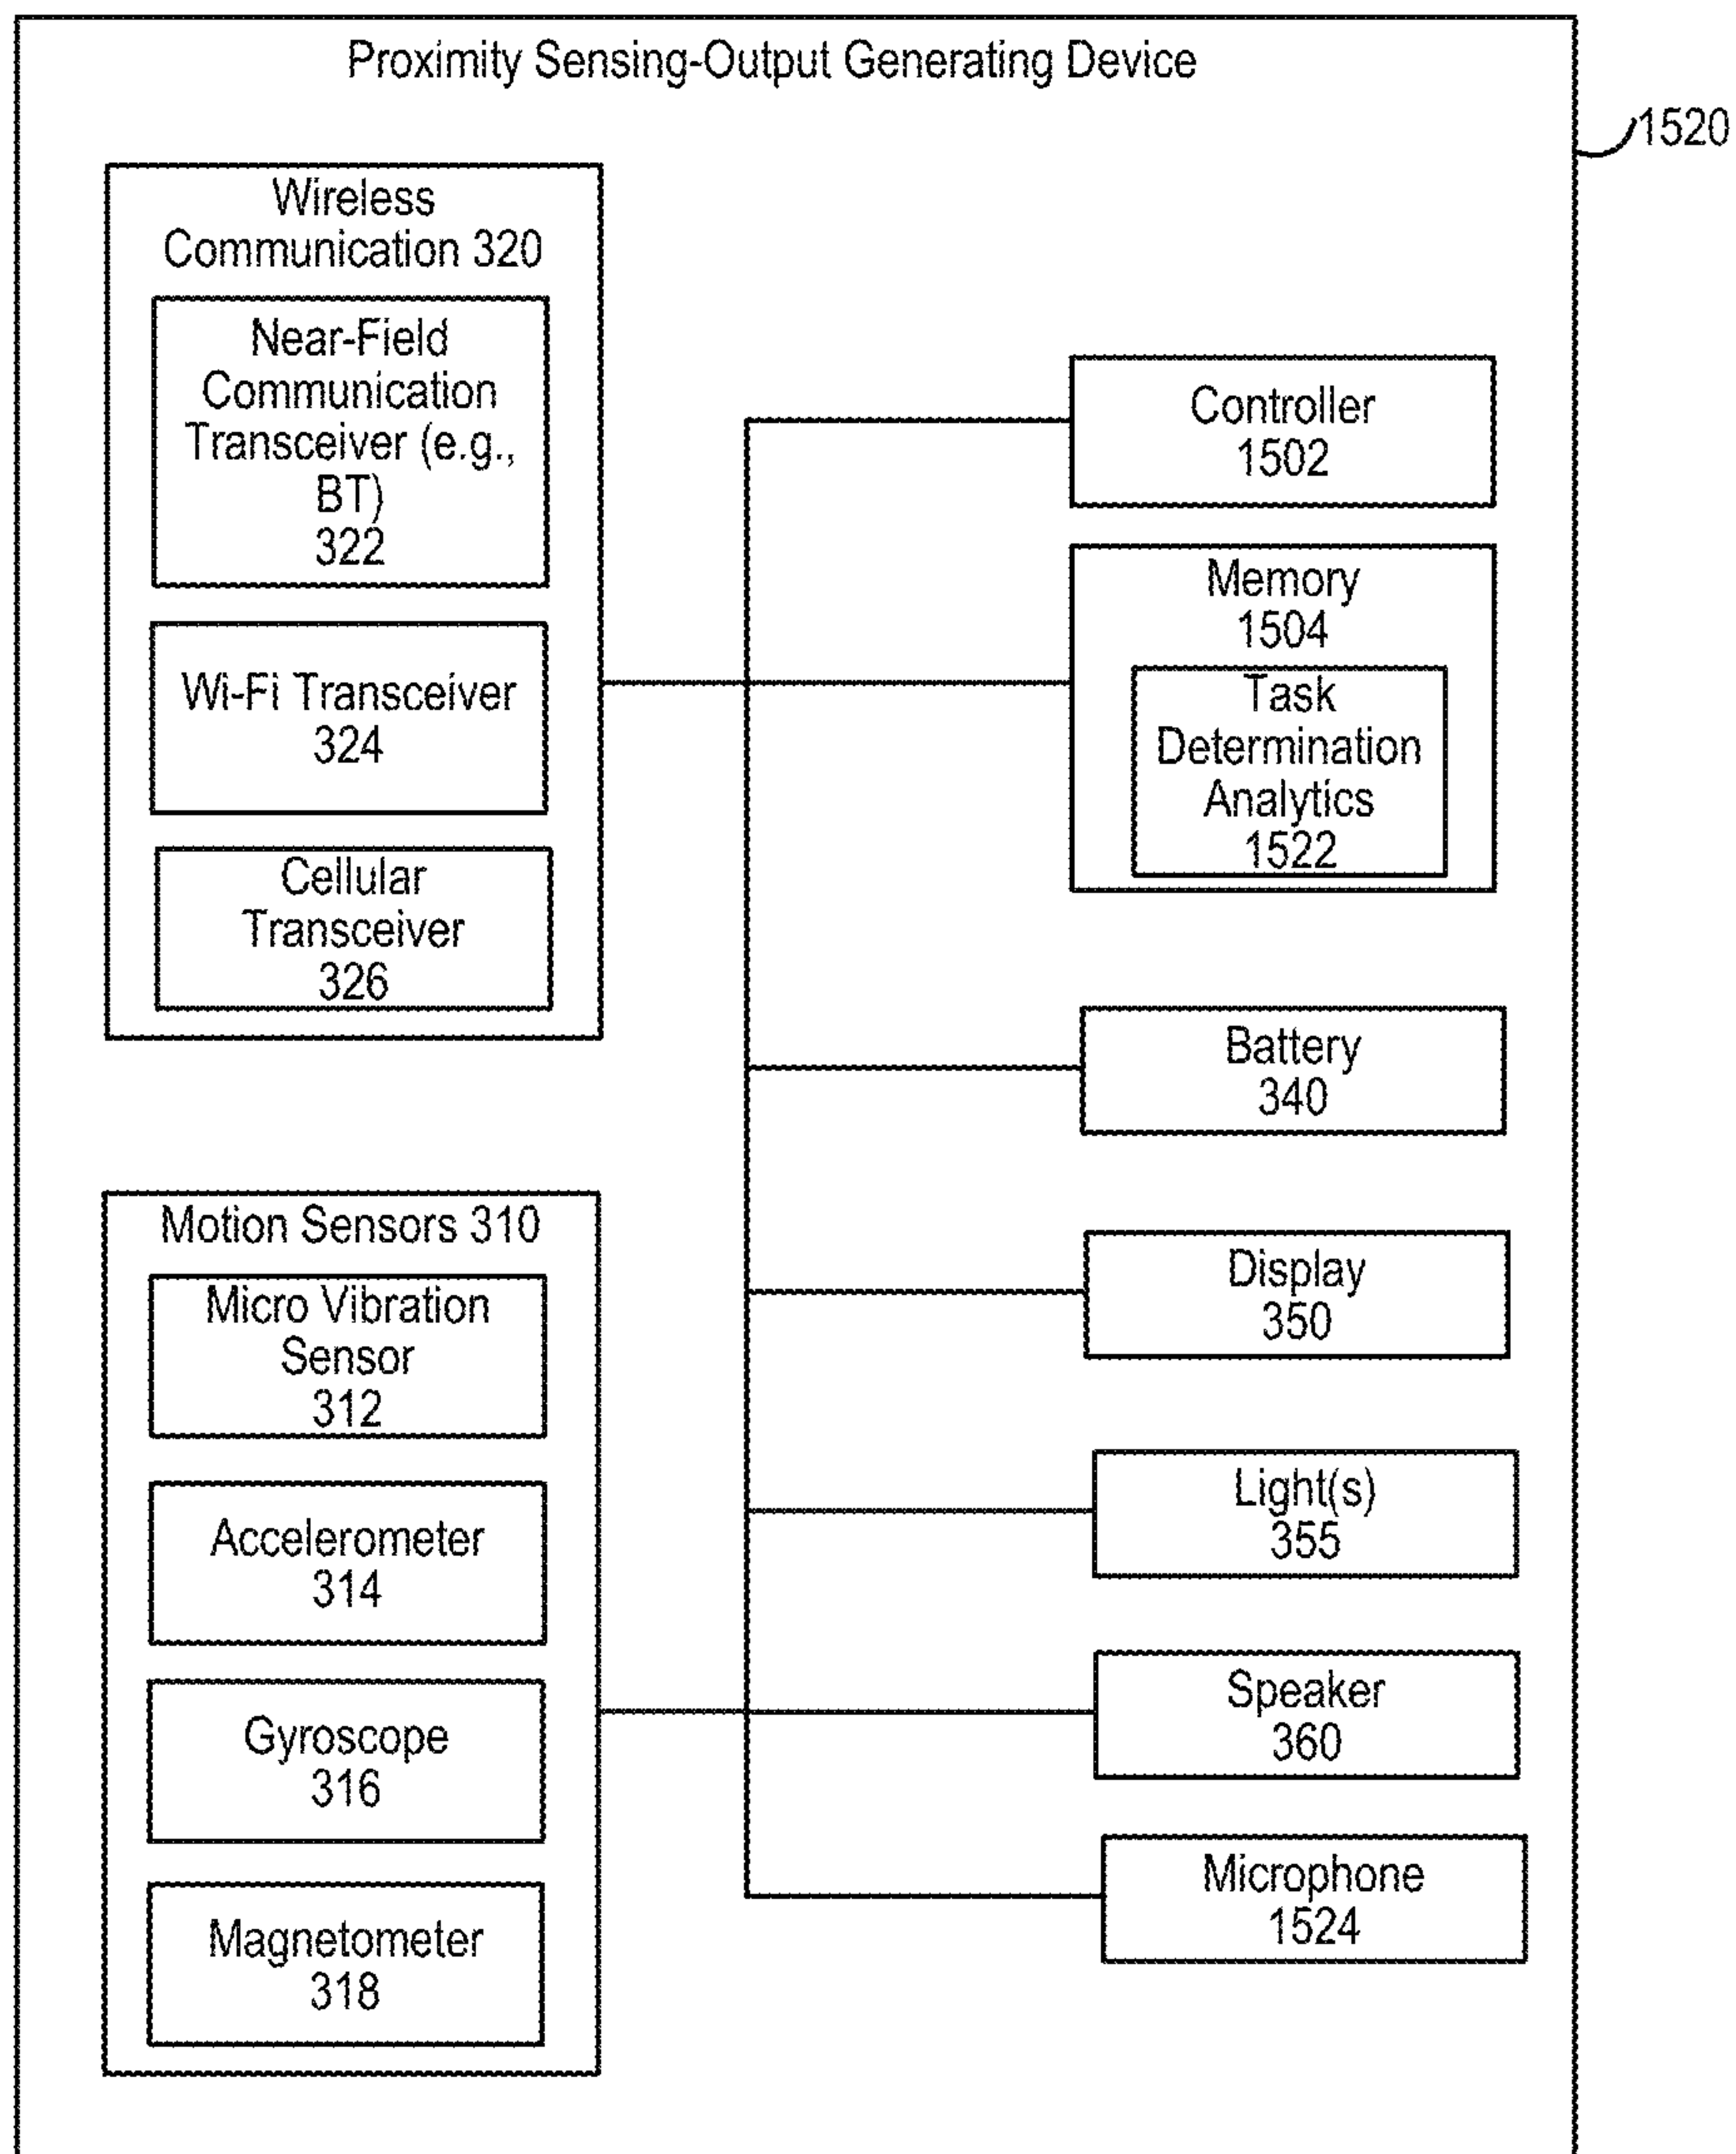 Proximity Sensing-Output Generating Device
1520
Wireless
Communication 320
Near-Field
Communication
Transceiver (e.g.,
BT)
322
Wi-Fi Transceiver
324
Cellular
Transceiver
326
Motion Sensors 310
Micro Vibration
Sensor
312
Accelerometer
314
Gyroscope
316
Magnetometer
318
Controller
1502
Memory
1504
Task
Determination
Analytics
1522
Battery
340
Display
350
Light(s)
355
Speaker
360
Microphone
1524